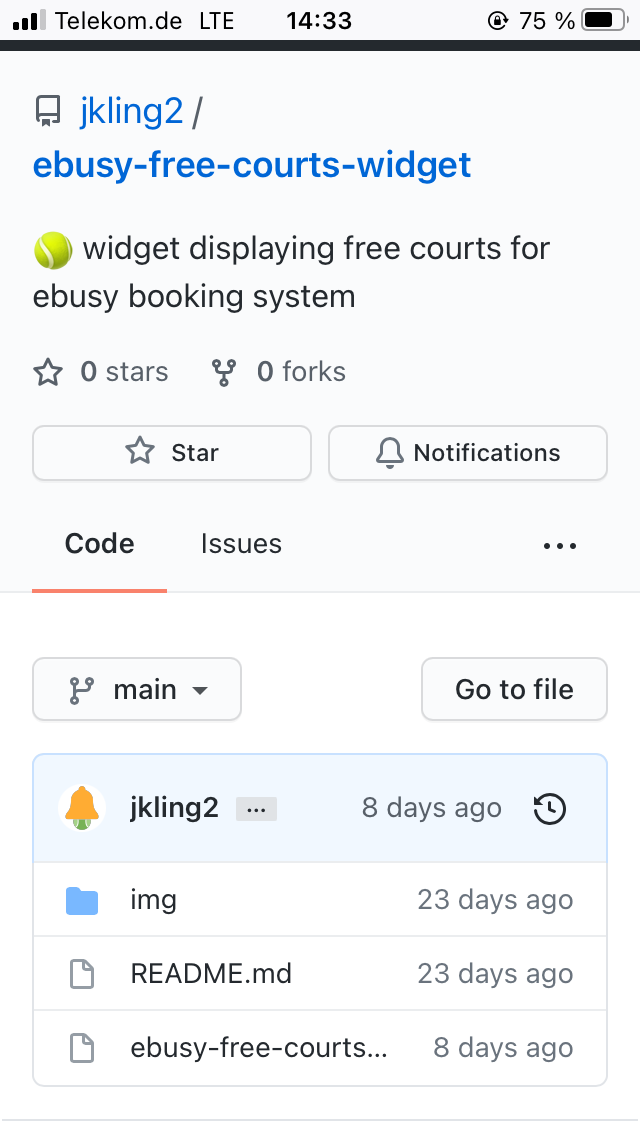 Telekom.de LTE 14:33 75 %
jkling2 /
ebusy-free-courts-widget
🎾 widget displaying free courts for
ebusy booking system
0 stars 0 forks
Star Notifications
Code Issues ...
main Go to file
jkling2 ... 8 days ago
img 23 days ago
README.md 23 days ago
ebusy-free-courts... 8 days ago